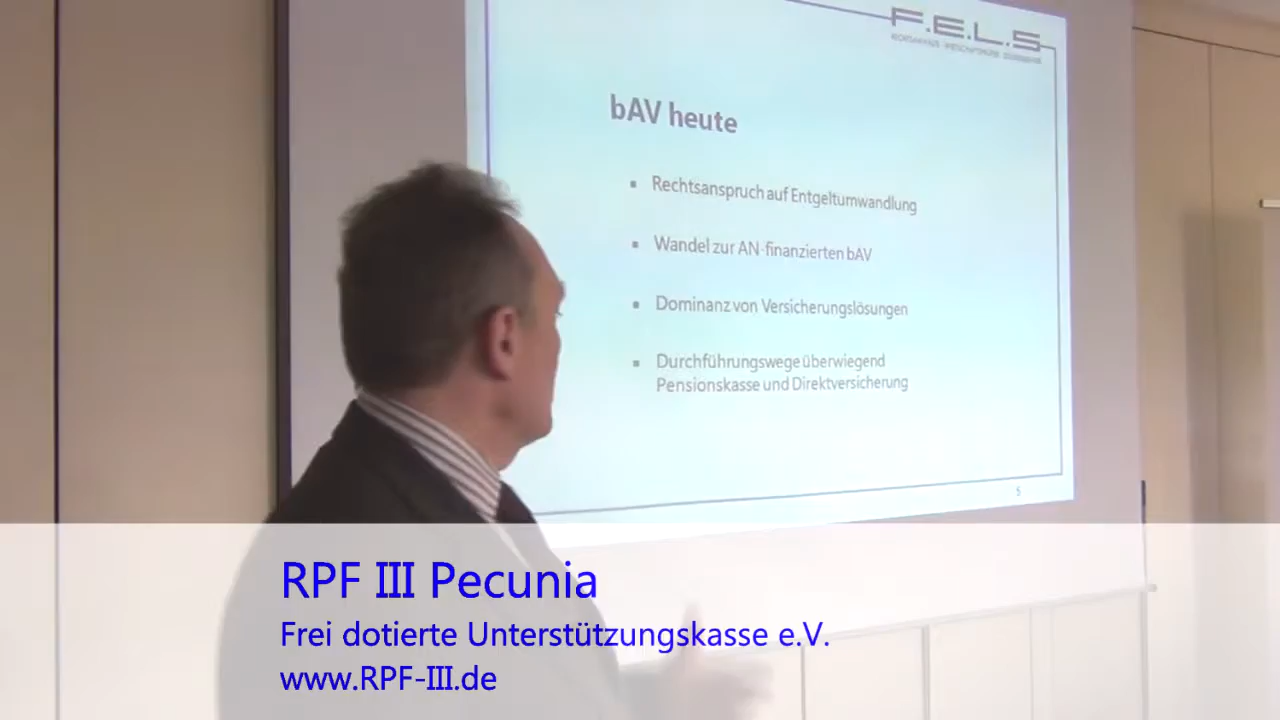 F.E.L.S
bAV heute
▪ Rechtsanspruch auf Entgeltumwandlung
▪ Wandel zur AN-finanzierten bAV
▪ Dominanz von Versicherungslösungen
▪ Durchführungswege überwiegend
Pensionskasse und Direktversicherung
5
RPF III Pecunia
Frei dotierte Unterstützungskasse e.V.
www.RPF-III.de